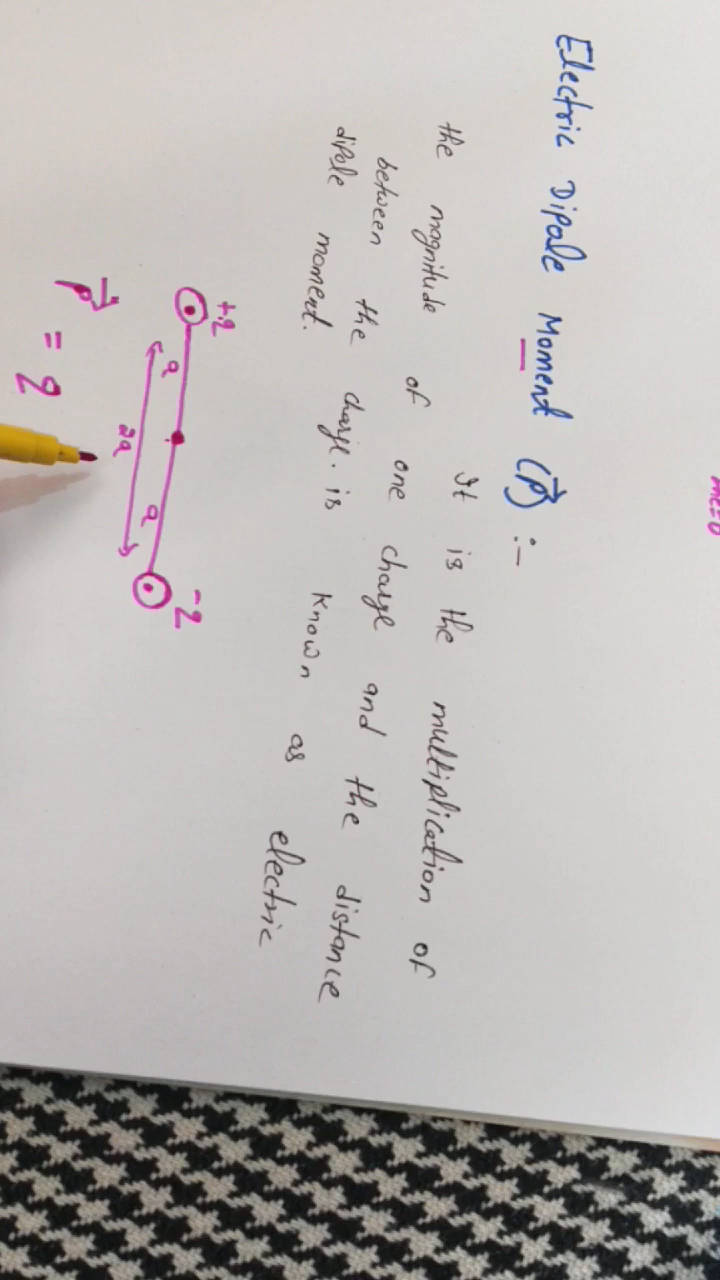 Electric Dipole Moment (p⃗) :-
It is the multiplication of
the magnitude of one charge and the distance
between the charge. is known as electric
dipole moment.
+q -q
a a
2a
p⃗ = q